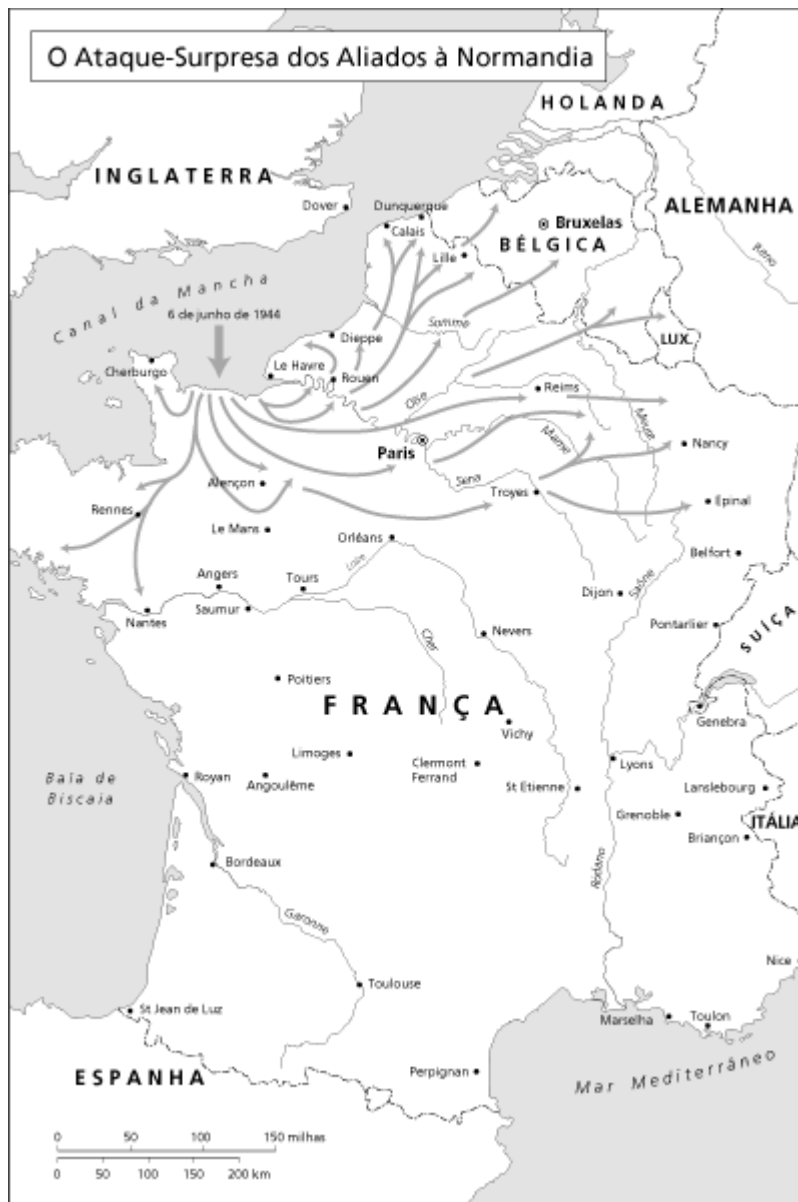 O Ataque-Surpresa dos Aliados à Normandia
HOLANDA
INGLATERRA
ALEMANHA
Dover
Dunquerque
Calais
Bruxelas
BÉLGICA
Lille
Reno
Canal da Mancha
6 de junho de 1944
Somme
Dieppe
LUX.
Cherburgo
Le Havre
Rouen
Oise
Reims
Paris
Marne
Meuse
Nancy
Alençon
Sena
Troyes
Rennes
Epinal
Le Mans
Orléans
Belfort
Loire
Angers
Tours
Dijon
Saône
Nantes
Saumur
Nevers
Pontarlier
Cher
SUÍÇA
Poitiers
FRANÇA
Vichy
Genebra
Limoges
Clermont
Ferrand
Lyons
Baía de
Biscaia
Royan
Angoulême
St Etienne
Lanslebourg
Grenoble
ITÁLIA
Briançon
Bordeaux
Rodano
Garonne
Nice
Toulouse
St Jean de Luz
Marselha
Toulon
ESPANHA
Perpignan
Mar Mediterrâneo
0 50 100 150 milhas
0 50 100 150 200 km